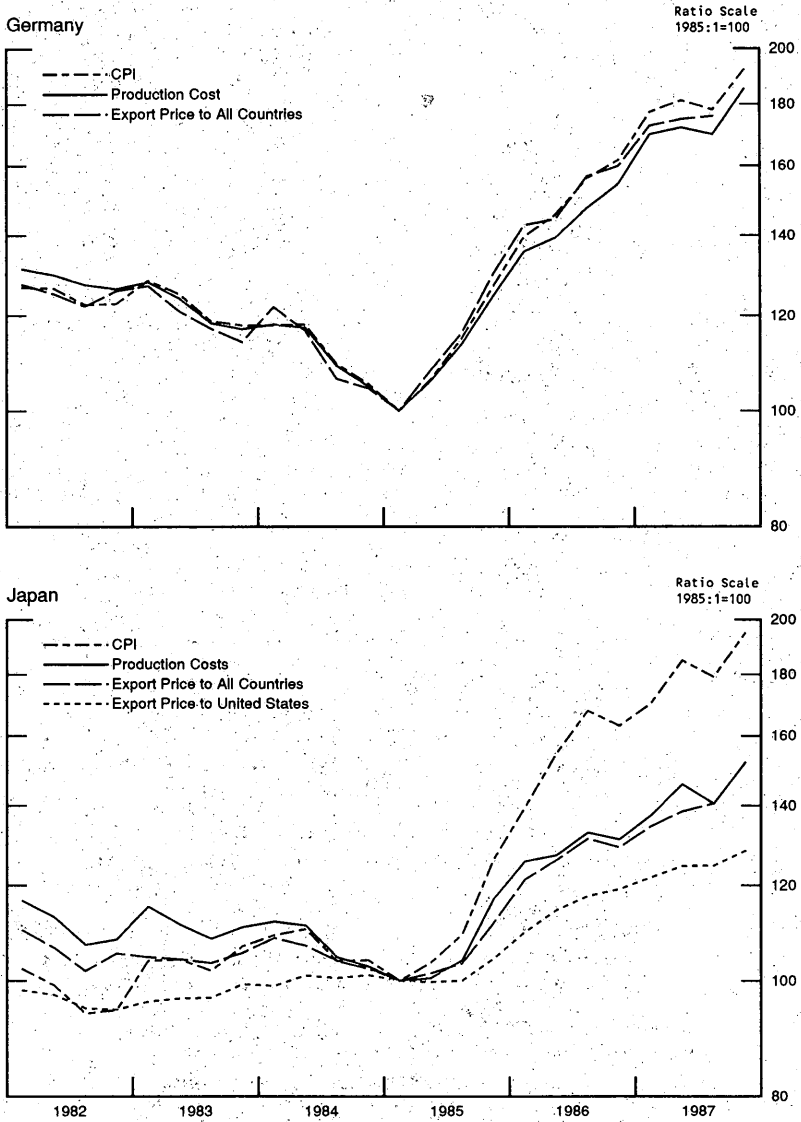 Germany
Ratio Scale
1985:1=100
CPI
Production Cost
Export Price to All Countries
200
180
160
140
120
100
80
Japan
Ratio Scale
1985:1=100
CPI
Production Costs
Export Price to All Countries
Export Price to United States
200
180
160
140
120
100
80
1982 1983 1984 1985 1986 1987